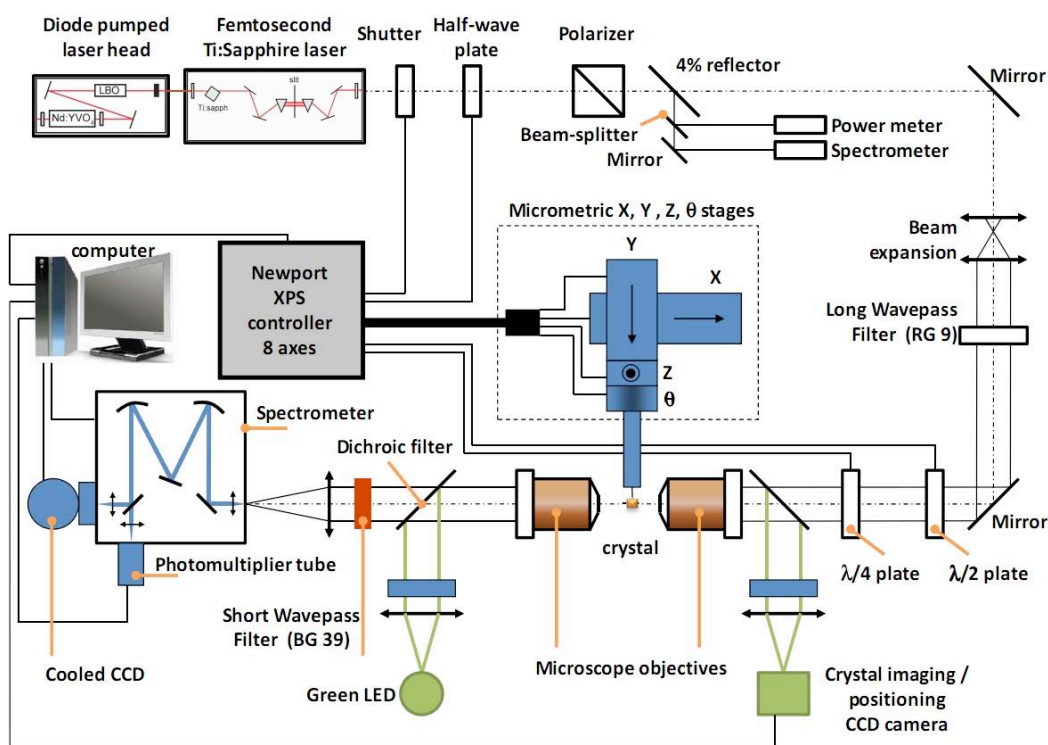 Diode pumped
laser head
Femtosecond
Ti:Sapphire laser
Shutter
Half-wave
plate
Polarizer
4% reflector
Mirror
LBO
Nd:YVO4
Ti:sapph
slit
Beam-splitter
Mirror
Power meter
Spectrometer
Micrometric X, Y , Z, θ stages
Y
X
Z
θ
Beam
expansion
Long Wavepass
Filter (RG 9)
computer
Newport
XPS
controller
8 axes
Spectrometer
Dichroic filter
crystal
Mirror
λ/4 plate
λ/2 plate
Photomultiplier tube
Short Wavepass
Filter (BG 39)
Cooled CCD
Green LED
Microscope objectives
Crystal imaging /
positioning
CCD camera